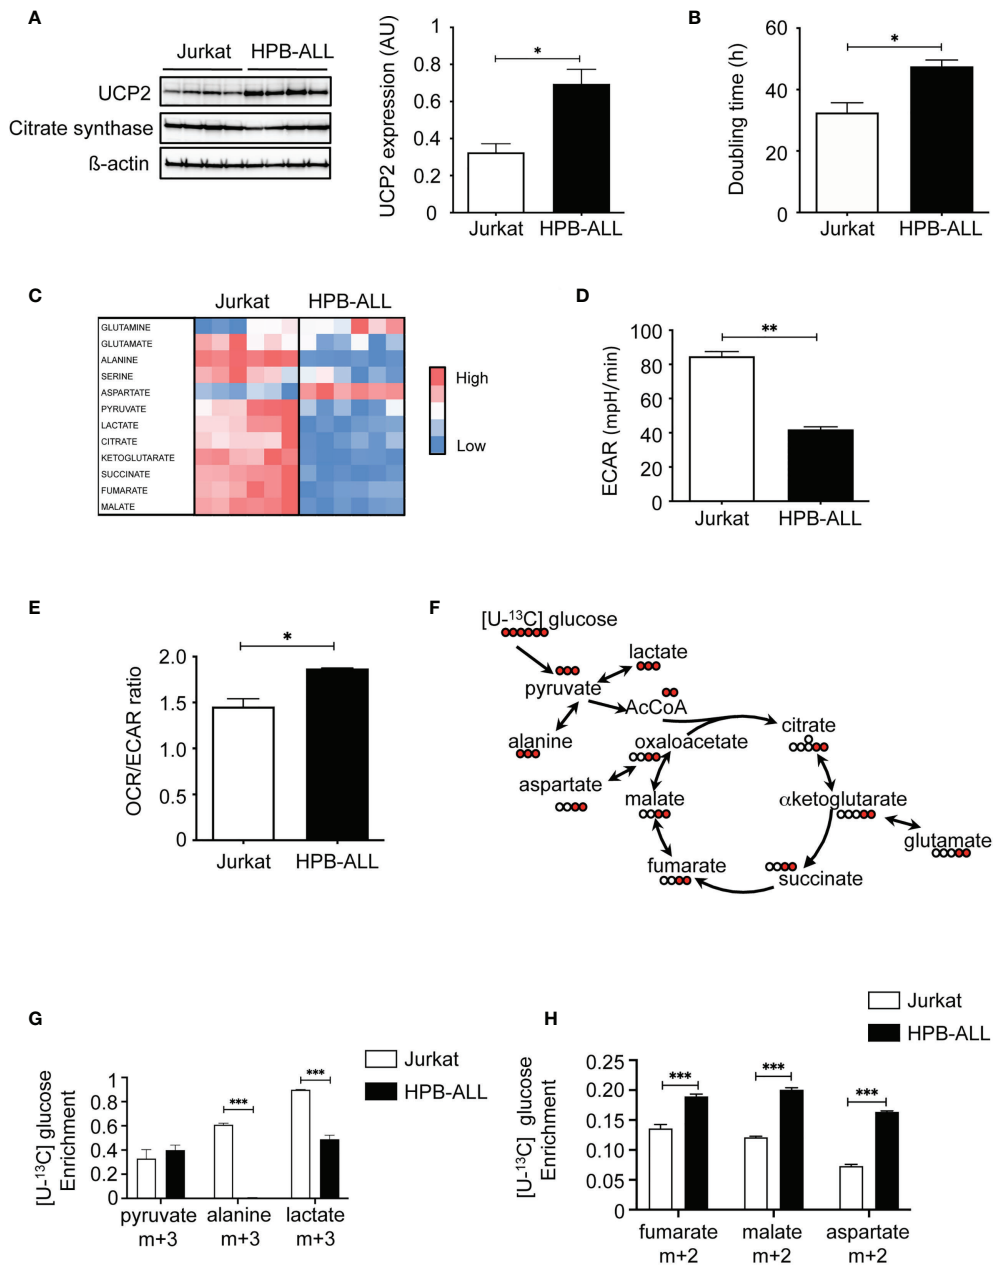 A
Jurkat HPB-ALL
UCP2
Citrate synthase
ß-actin
UCP2 expression (AU)
1
0.8
0.6
0.4
0.2
0
*
Jurkat HPB-ALL
B
Doubling time (h)
60
40
20
0
*
Jurkat HPB-ALL
C
Jurkat HPB-ALL
GLUTAMINE
GLUTAMATE
ALANINE
SERINE
ASPARTATE
PYRUVATE
LACTATE
CITRATE
KETOGLUTARATE
SUCCINATE
FUMARATE
MALATE
High
Low
D
ECAR (mpH/min)
100
80
60
40
20
0
**
Jurkat HPB-ALL
E
OCR/ECAR ratio
2.0
1.5
1.0
0.5
0
*
Jurkat HPB-ALL
F
[U-¹³C] glucose
lactate
pyruvate
AcCoA
citrate
alanine
oxaloacetate
aspartate
malate
αketoglutarate
glutamate
fumarate
succinate
G
Jurkat
HPB-ALL
[U-¹³C] glucose
Enrichment
1
0.8
0.6
0.4
0.2
0
***
***
pyruvate alanine lactate
m+3 m+3 m+3
H
Jurkat
HPB-ALL
[U-¹³C] glucose
Enrichment
0.25
0.20
0.15
0.10
0.05
0
***
***
***
fumarate malate aspartate
m+2 m+2 m+2